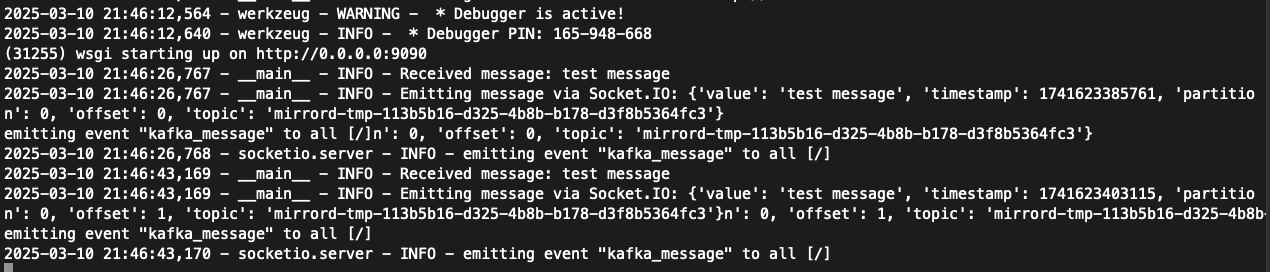 2025-03-10 21:46:12,564 - werkzeug - WARNING -  * Debugger is active!
2025-03-10 21:46:12,640 - werkzeug - INFO -  * Debugger PIN: 165-948-668
(31255) wsgi starting up on http://0.0.0.0:9090
2025-03-10 21:46:26,767 - __main__ - INFO - Received message: test message
2025-03-10 21:46:26,767 - __main__ - INFO - Emitting message via Socket.IO: {'value': 'test message', 'timestamp': 1741623385761, 'partitio
n': 0, 'offset': 0, 'topic': 'mirrord-tmp-113b5b16-d325-4b8b-b178-d3f8b5364fc3'}
emitting event "kafka_message" to all [/]n': 0, 'offset': 0, 'topic': 'mirrord-tmp-113b5b16-d325-4b8b-b178-d3f8b5364fc3'}
2025-03-10 21:46:26,768 - socketio.server - INFO - emitting event "kafka_message" to all [/]
2025-03-10 21:46:43,169 - __main__ - INFO - Received message: test message
2025-03-10 21:46:43,169 - __main__ - INFO - Emitting message via Socket.IO: {'value': 'test message', 'timestamp': 1741623403115, 'partitio
n': 0, 'offset': 1, 'topic': 'mirrord-tmp-113b5b16-d325-4b8b-b178-d3f8b5364fc3'}n': 0, 'offset': 1, 'topic': 'mirrord-tmp-113b5b16-d325-4b8b-
emitting event "kafka_message" to all [/]
2025-03-10 21:46:43,170 - socketio.server - INFO - emitting event "kafka_message" to all [/]